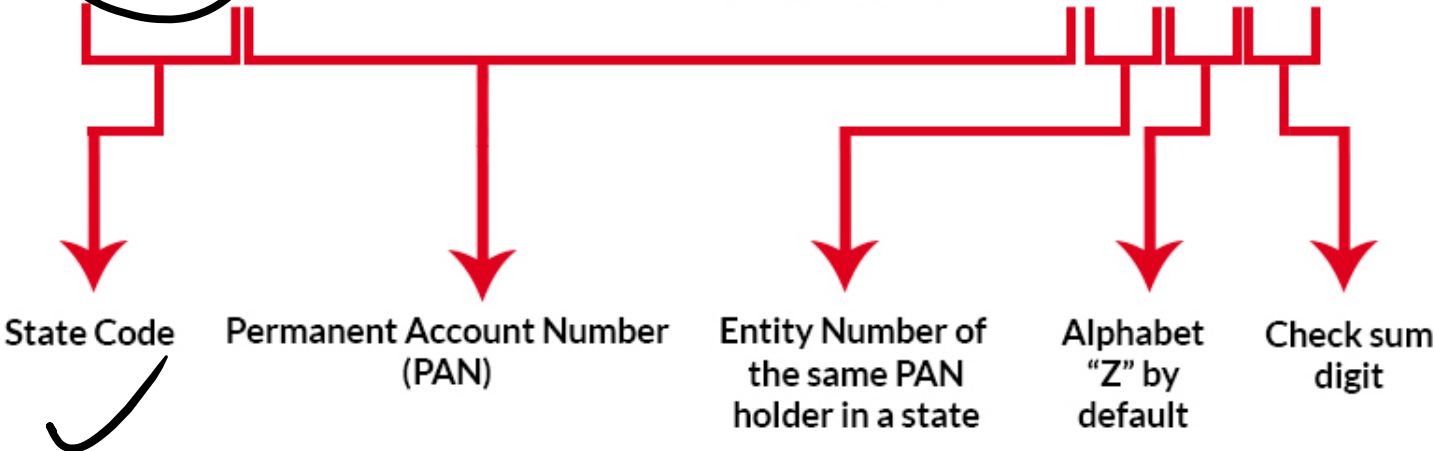 State Code
Permanent Account Number
(PAN)
Entity Number of
the same PAN
holder in a state
Alphabet
“Z” by
default
Check sum
digit